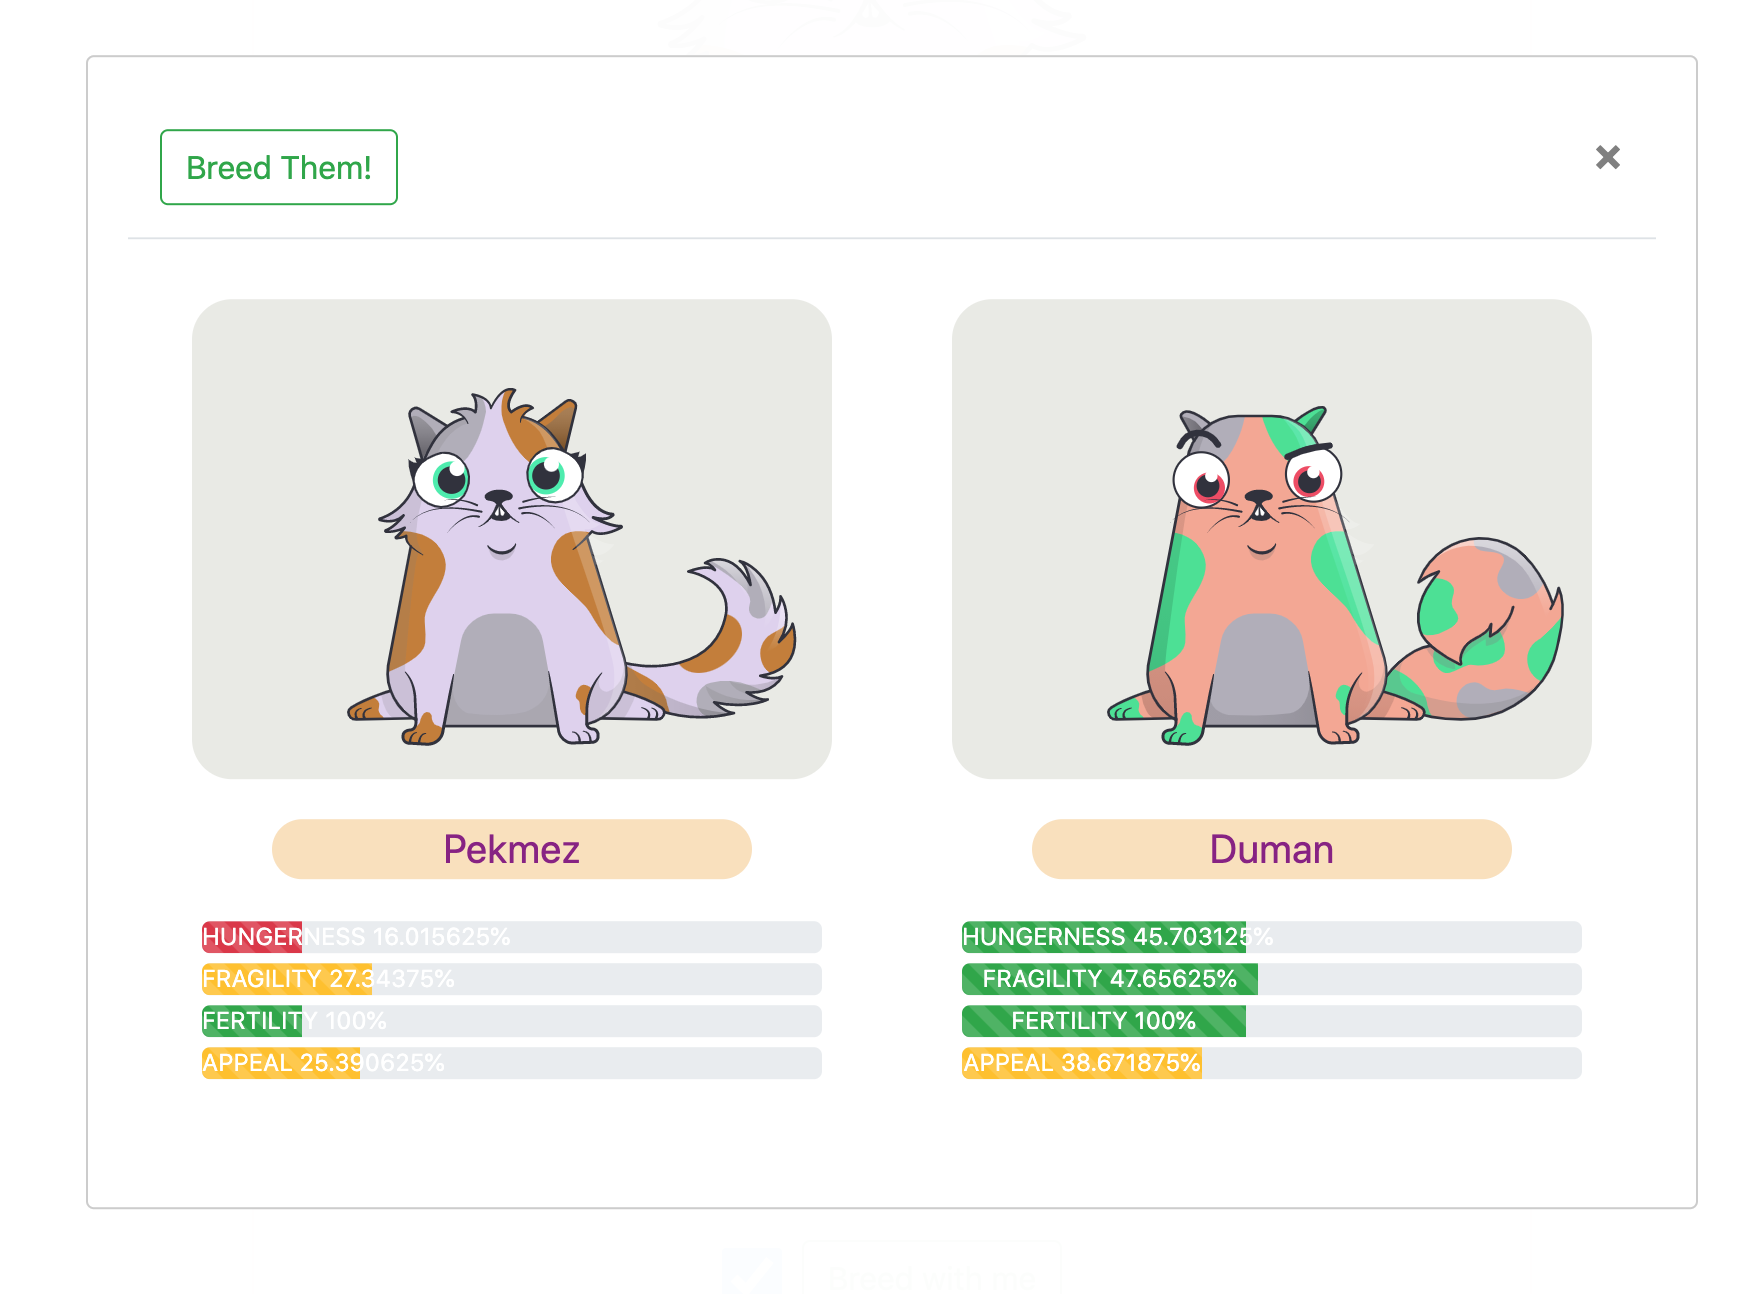 Breed Them!
Pekmez
Duman
HUNGERNESS 16.015625%
FRAGILITY 27.34375%
FERTILITY 100%
APPEAL 25.390625%
HUNGERNESS 45.703125%
FRAGILITY 47.65625%
FERTILITY 100%
APPEAL 38.671875%
Breed with me